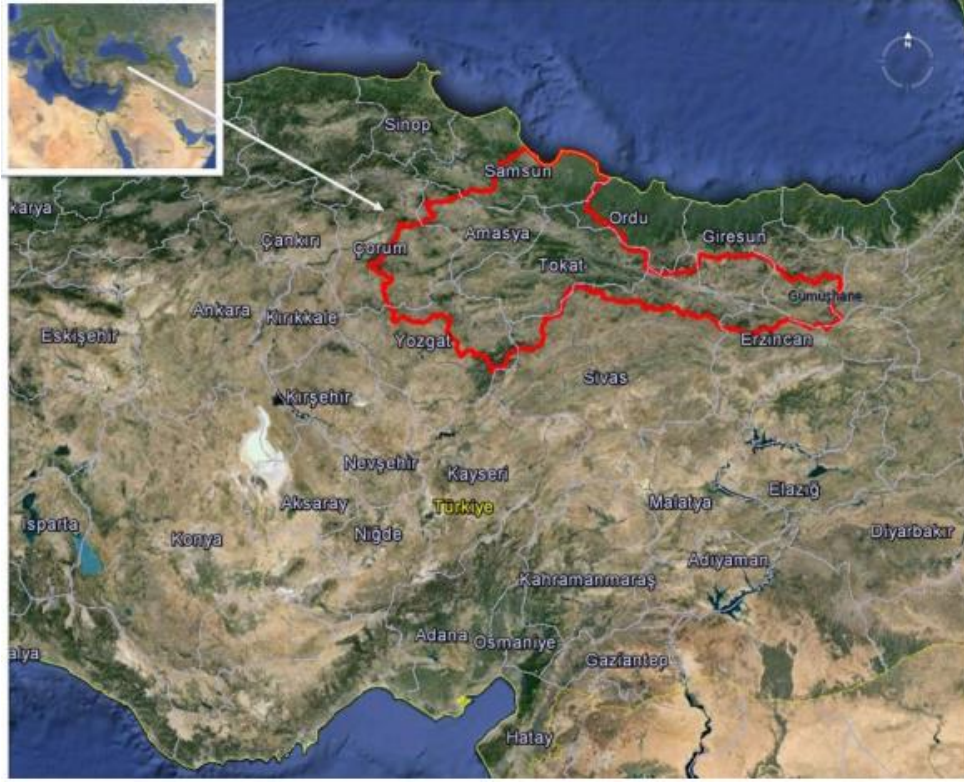 N
Sinop
Samsun
karya
Ordu
Çankırı
Çorum
Amasya
Giresun
Tokat
Gümüşhane
Ankara
Kırıkkale
Eskişehir
Yozgat
Erzincan
Sivas
Kırşehir
Nevşehir
Kayseri
Aksaray
Türkiye
Malatya
Elazığ
Isparta
Konya
Niğde
Diyarbakır
Adıyaman
Kahramanmaraş
Adana
Osmaniye
alya
Gaziantep
Hatay